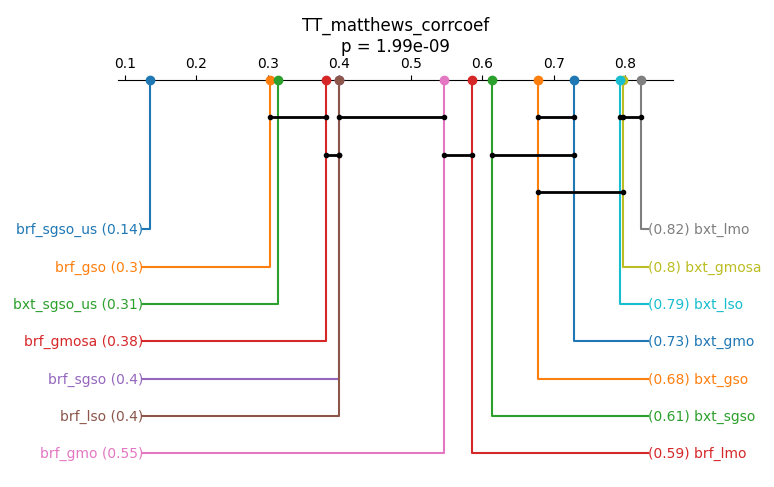 TT_matthews_corrcoef
p = 1.99e-09
0.1 0.2 0.3 0.4 0.5 0.6 0.7 0.8
brf_sgso_us (0.14) (0.82) bxt_lmo
brf_gso (0.3) (0.8) bxt_gmosa
bxt_sgso_us (0.31) (0.79) bxt_lso
brf_gmosa (0.38) (0.73) bxt_gmo
brf_sgso (0.4) (0.68) bxt_gso
brf_lso (0.4) (0.61) bxt_sgso
brf_gmo (0.55) (0.59) brf_lmo